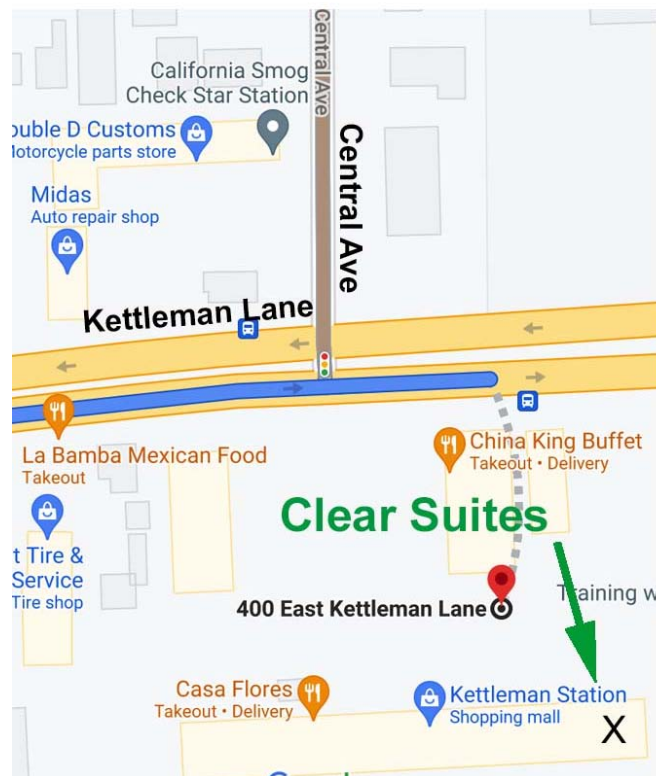 California Smog
Check Star Station
Central Ave
Central Ave
ouble D Customs
Motorcycle parts store
Midas
Auto repair shop
Kettleman Lane
La Bamba Mexican Food
Takeout
China King Buffet
Takeout • Delivery
Clear Suites
t Tire &
Service
Tire shop
400 East Kettleman Lane
Training w
Casa Flores
Takeout • Delivery
Kettleman Station
Shopping mall
X